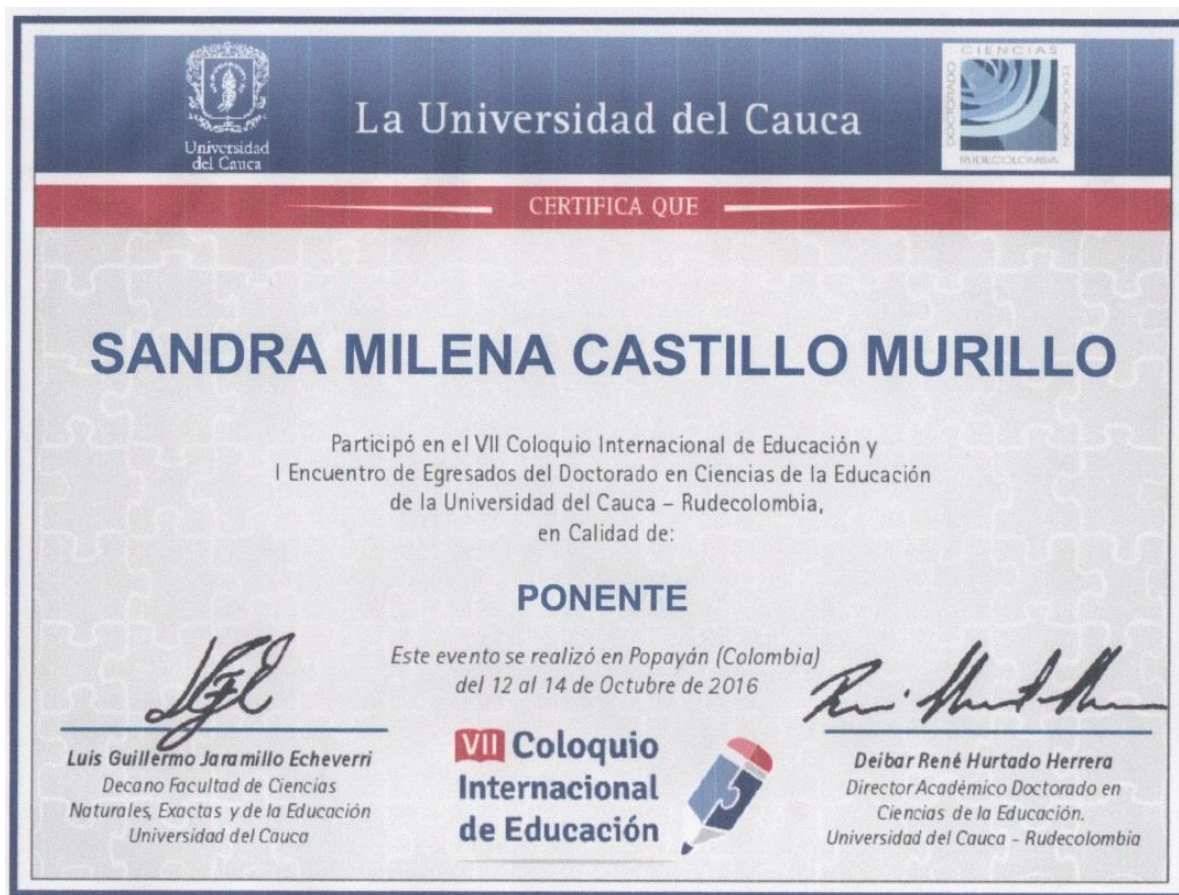 Universidad
del Cauca
La Universidad del Cauca
CIENCIAS
EDUCACIÓN
DOCTORADO
RUDECOLOMBIA
CERTIFICA QUE
SANDRA MILENA CASTILLO MURILLO
Participó en el VII Coloquio Internacional de Educación y
I Encuentro de Egresados del Doctorado en Ciencias de la Educación
de la Universidad del Cauca – Rudecolombia,
en Calidad de:
PONENTE
Este evento se realizó en Popayán (Colombia)
del 12 al 14 de Octubre de 2016
Luis Guillermo Jaramillo Echeverri
Decano Facultad de Ciencias
Naturales, Exactas y de la Educación
Universidad del Cauca
VII Coloquio
Internacional
de Educación
Deibar René Hurtado Herrera
Director Académico Doctorado en
Ciencias de la Educación.
Universidad del Cauca – Rudecolombia